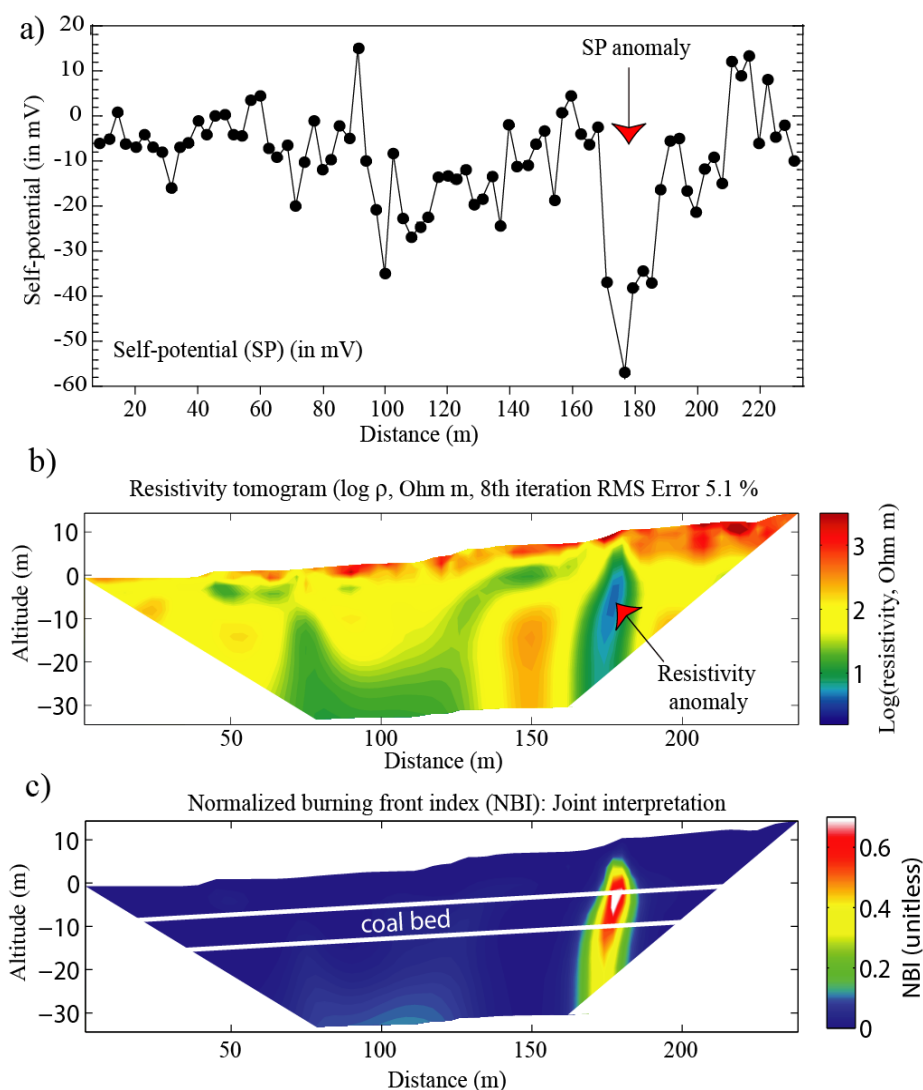 a)
20
10
0
-10
-20
-30
-40
-50
-60
Self-potential (in mV)
SP anomaly
Self-potential (SP) (in mV)
20 40 60 80 100 120 140 160 180 200 220
Distance (m)
b)
Resistivity tomogram (log ρ, Ohm m, 8th iteration RMS Error 5.1 %
10
0
−10
−20
−30
Altitude (m)
Resistivity
anomaly
50 100 150 200
Distance (m)
3
2
1
Log(resistivity, Ohm m)
c)
Normalized burning front index (NBI): Joint interpretation
10
0
−10
−20
−30
Altitude (m)
coal bed
50 100 150 200
Distance (m)
0.6
0.4
0.2
0
NBI (unitless)